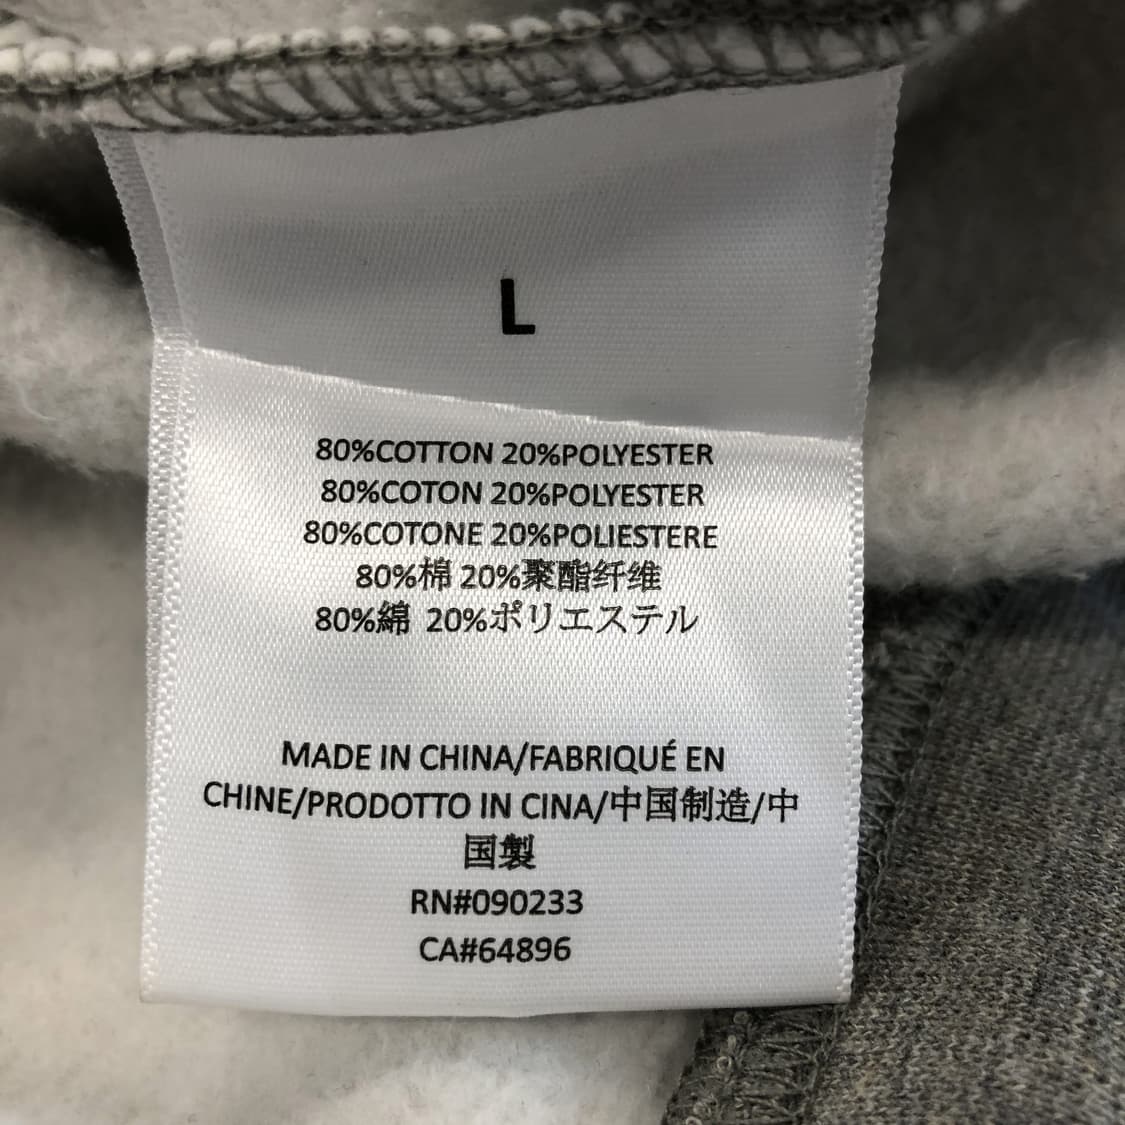 L
80%COTTON 20%POLYESTER
80%COTON 20%POLYESTER
80%COTONE 20%POLIESTERE
80%棉 20%聚酯纤维
80%綿 20%ポリエステル
MADE IN CHINA/FABRIQUÉ EN
CHINE/PRODOTTO IN CINA/中国制造/中
国製
RN#090233
CA#64896